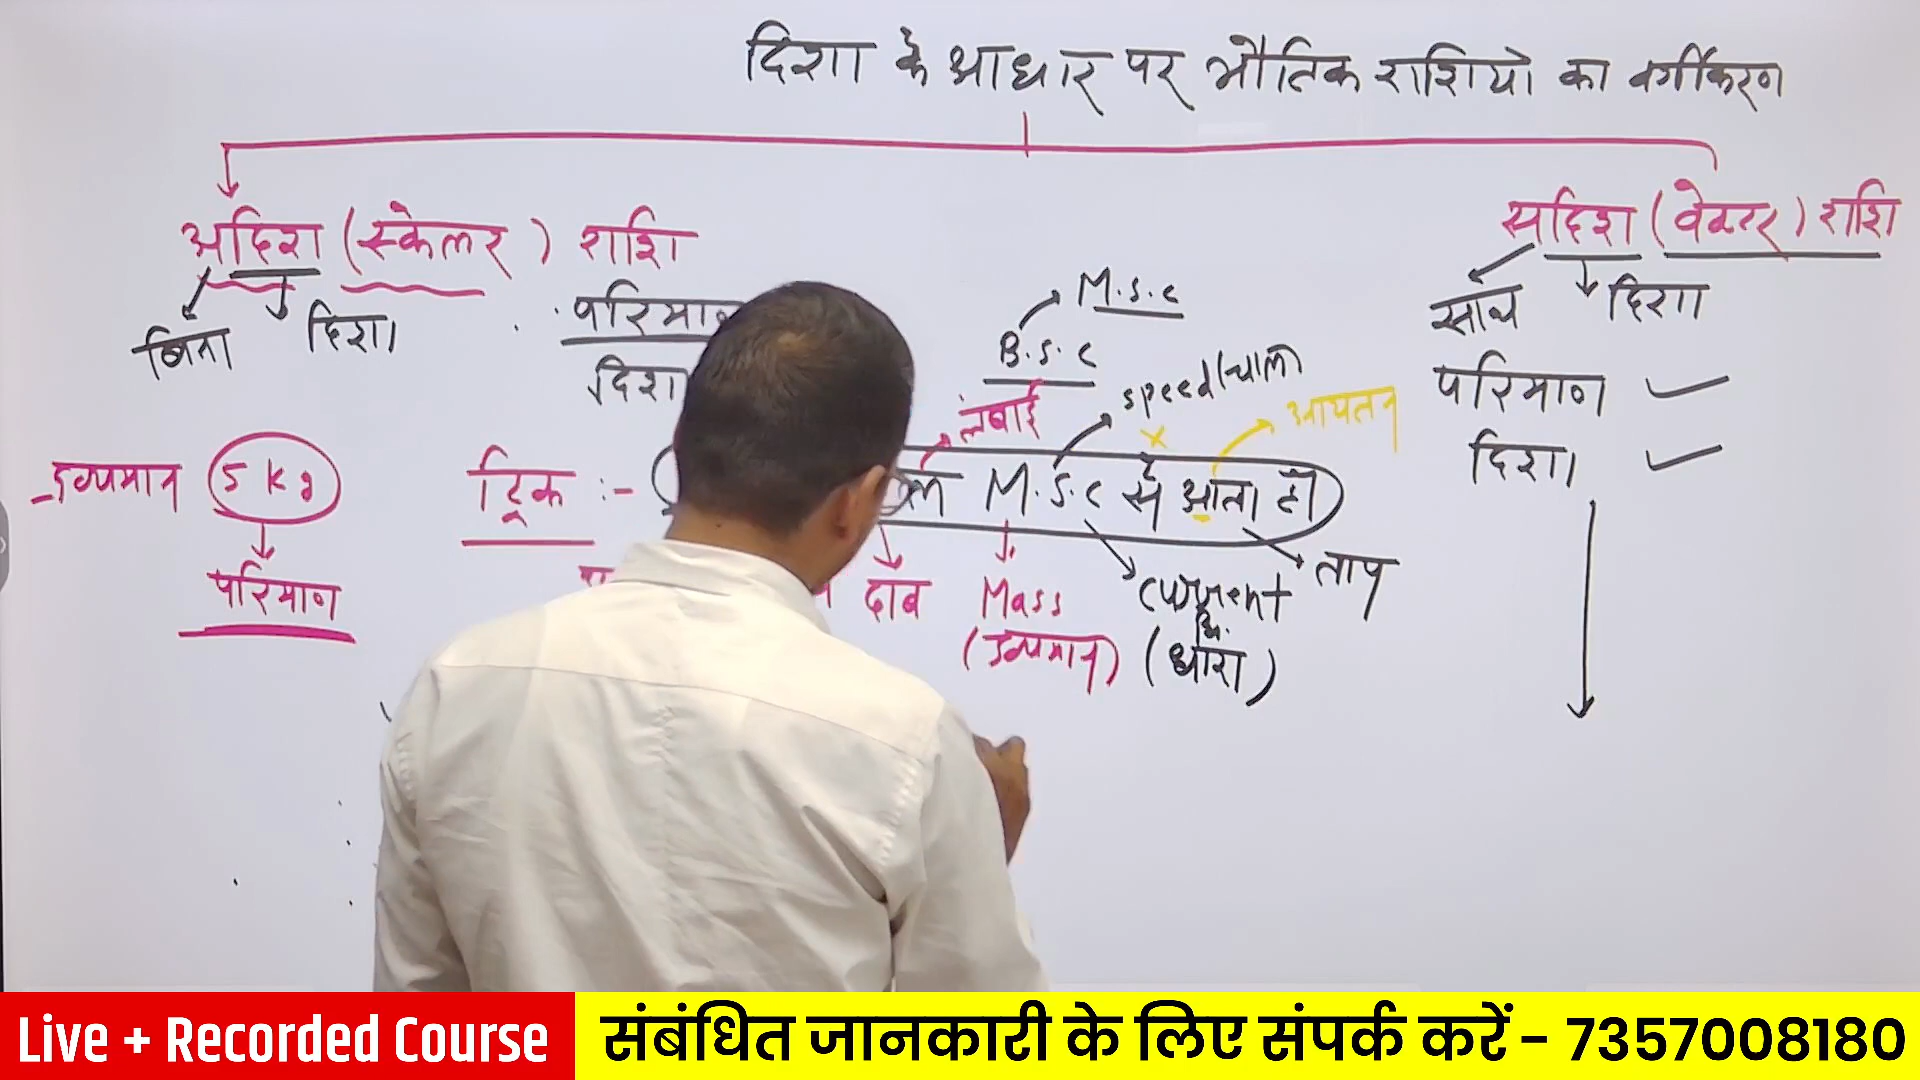 दिशा के आधार पर भौतिक राशियो का वर्गीकरण
अदिश (स्केलर) राशि
सदिश (वेक्टर) राशि
बिना दिशा
परिमाण
दिशा
साथ दिशा
परिमाण ✓
दिशा ✓
M.S.C
B.S.C
लंबाई
speed (चाल)
x
आयतन
द्रव्यमान 5 kg
परिमाण
ट्रिक :-
M.S.C से आता हो
दाब
Mass
(द्रव्यमान)
current
(धारा)
ताप
Live + Recorded Course
संबंधित जानकारी के लिए संपर्क करें – 7357008180